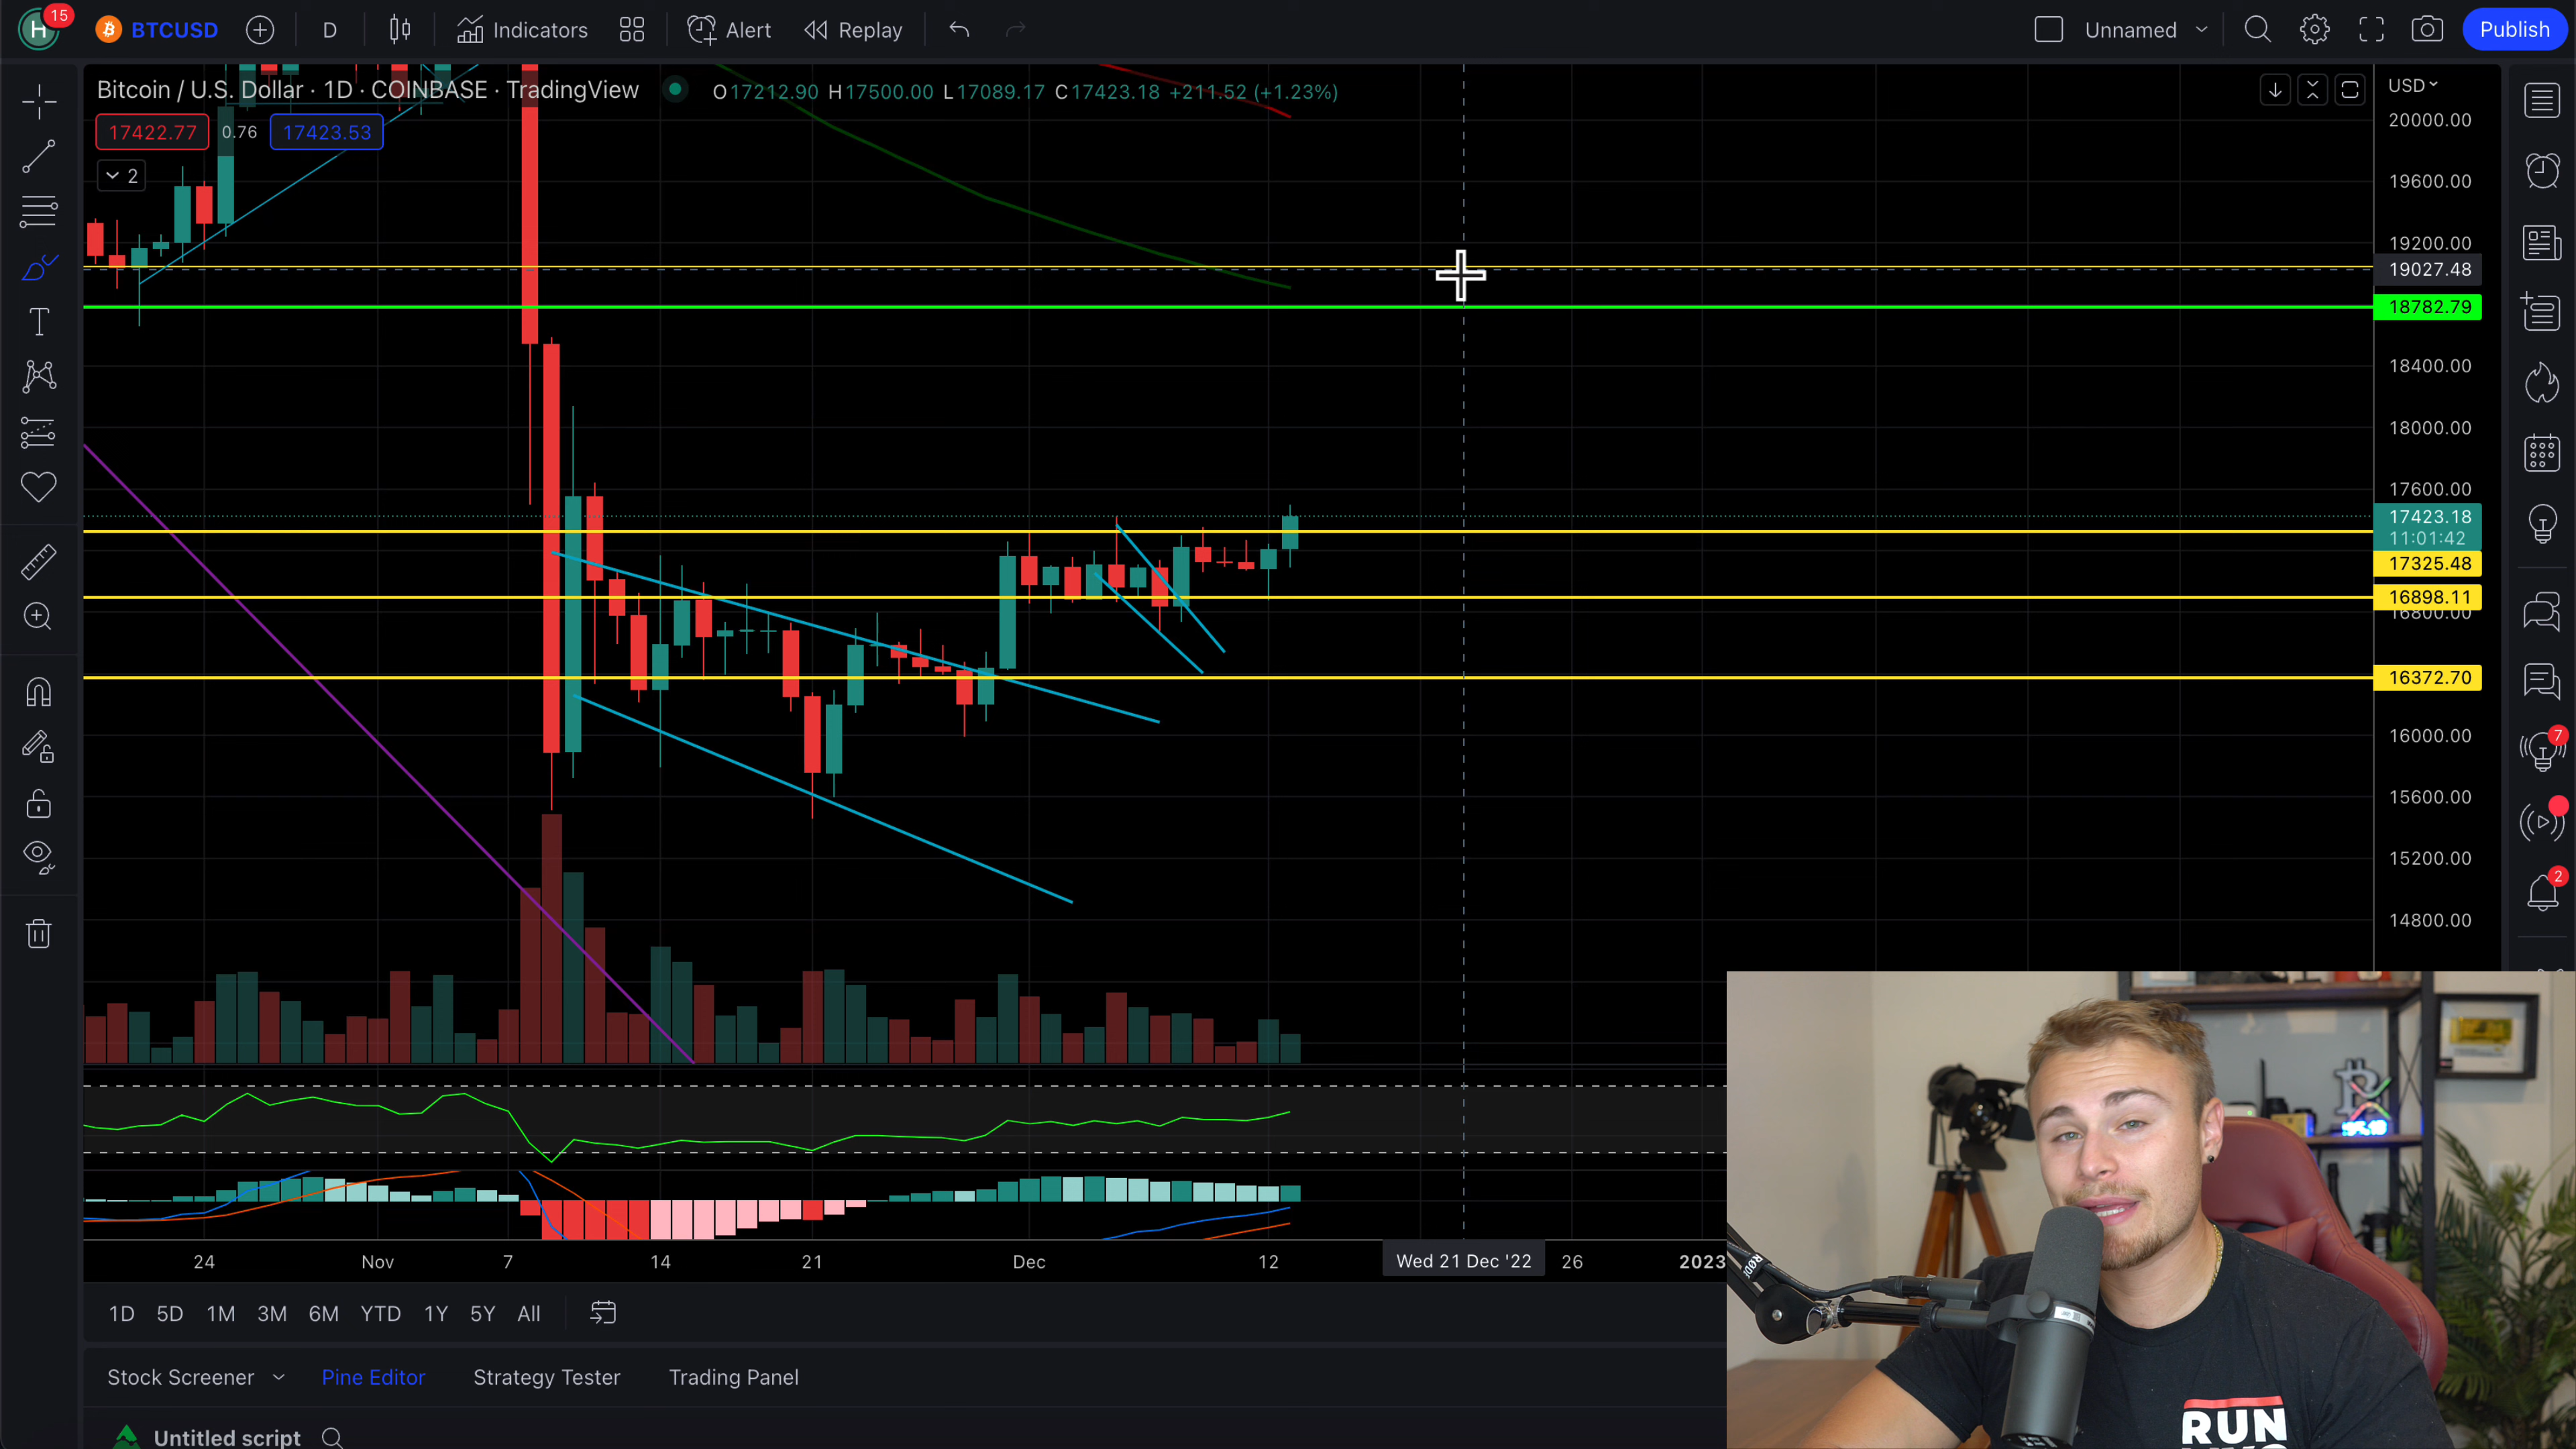 H
15
BTCUSD
D
Indicators
Alert
Replay
Unnamed
Publish
Bitcoin / U.S. Dollar · 1D · COINBASE · TradingView
O17212.90 H17500.00 L17089.17 C17423.18 +211.52 (+1.23%)
17422.77 0.76 17423.53
2
USD
20000.00
19600.00
19200.00
19027.48
18782.79
18400.00
18000.00
17600.00
17423.18
11:01:42
17325.48
16898.11
16800.00
16372.70
16000.00
15600.00
15200.00
14800.00
7
2
24 Nov 7 14 21 Dec 12 Wed 21 Dec '22 26 2023
1D 5D 1M 3M 6M YTD 1Y 5Y All
Stock Screener Pine Editor Strategy Tester Trading Panel
Untitled script
RUN